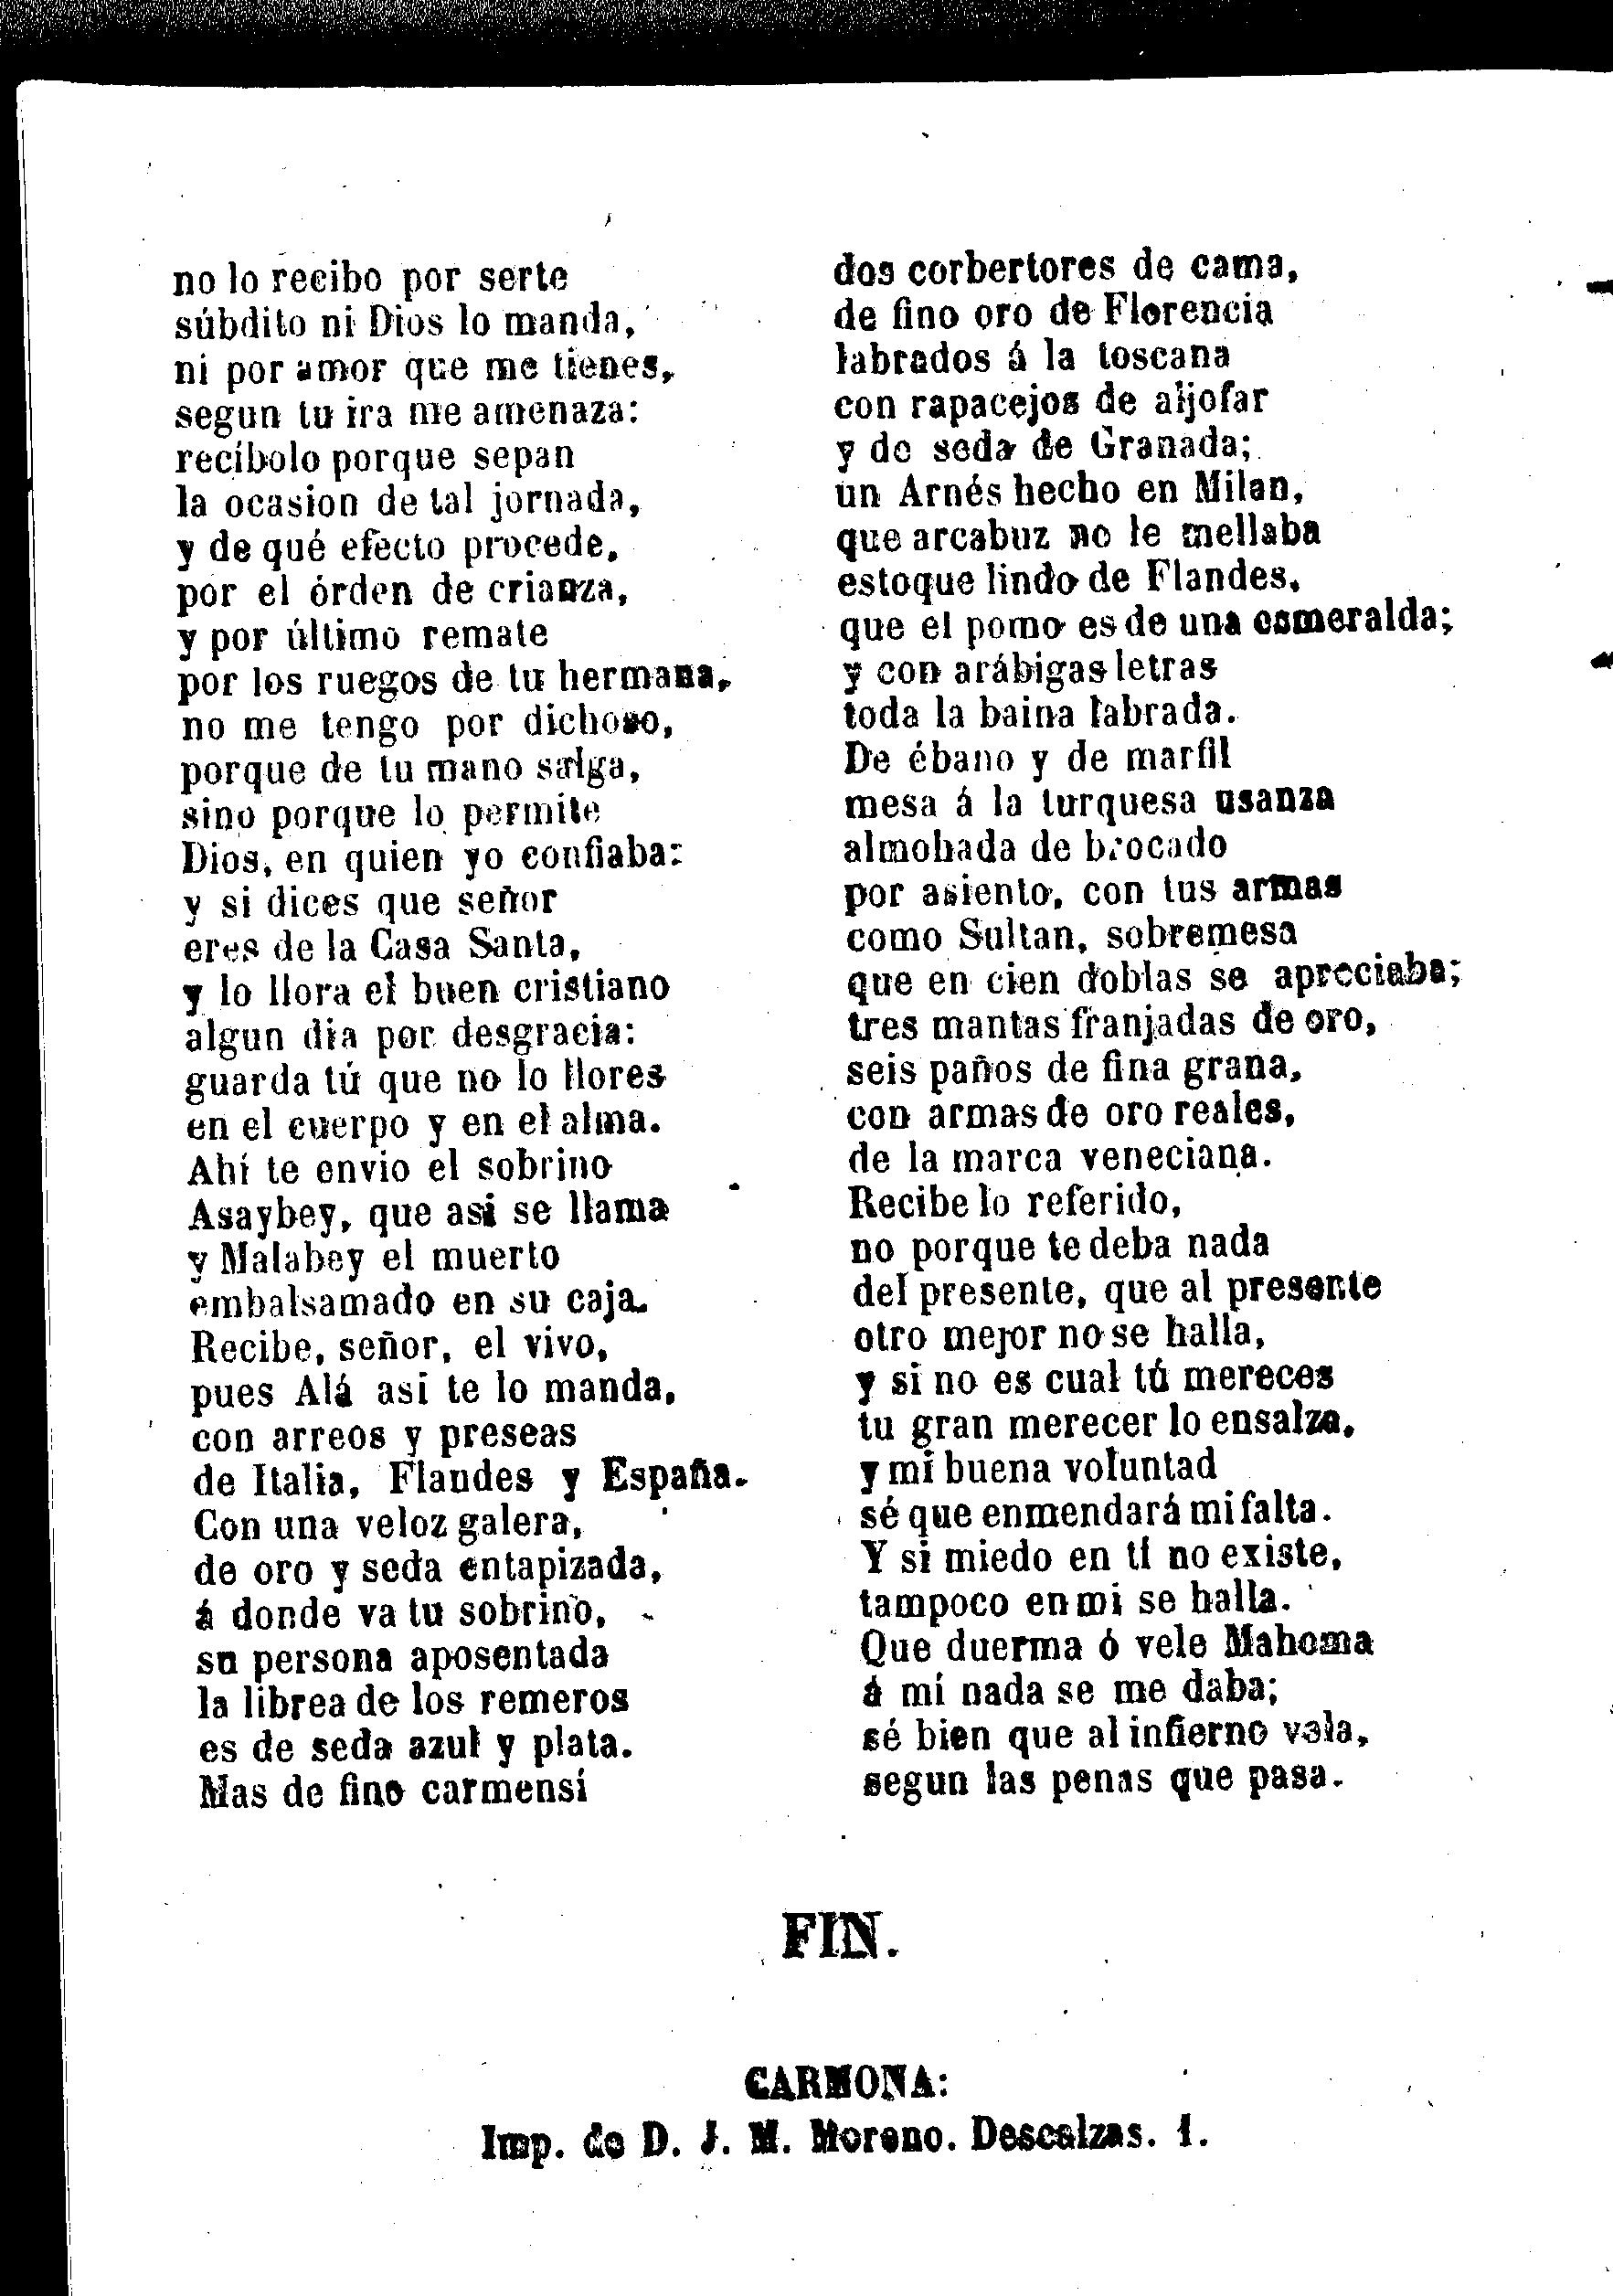 no lo recibo por serte
súbdito ni Dios lo manda,
ni por amor que me tienes,
segun tu ira me amenaza:
recíbolo porque sepan
la ocasion de tal jornada,
y de qué efecto procede,
por el órden de crianza,
y por último remate
por los ruegos de tu hermana,
no me tengo por dichoso,
porque de tu mano salga,
sino porque lo permite
Dios, en quien yo confiaba:
y si dices que señor
eres de la Casa Santa,
y lo llora el buen cristiano
algun dia por desgracia:
guarda tú que no lo llores
en el cuerpo y en el alma.
Ahí te envio el sobrino
Asaybey, que asi se llama
y Malabey el muerto
embalsamado en su caja.
Recibe, señor, el vivo,
pues Alá asi te lo manda,
con arreos y preseas
de Italia, Flandes y España.
Con una veloz galera,
de oro y seda entapizada,
á donde va tu sobrino,
su persona aposentada
la librea de los remeros
es de seda azul y plata.
Mas de fino carmensí
dos corbertores de cama,
de fino oro de Florencia
labrados á la toscana
con rapacejos de aljofar
y de seda de Granada;
un Arnés hecho en Milan,
que arcabuz no le mellaba
estoque lindo de Flandes,
que el pomo es de una esmeralda;
y con arábigas letras
toda la baina labrada.
De ébano y de marfil
mesa á la turquesa usanza
almohada de brocado
por asiento, con tus armas
como Sultan, sobremesa
que en cien doblas se apreciaba;
tres mantas franjadas de oro,
seis paños de fina grana,
con armas de oro reales,
de la marca veneciana.
Recibe lo referido,
no porque te deba nada
del presente, que al presente
otro mejor no se halla,
y si no es cual tú mereces
tu gran merecer lo ensalza,
y mi buena voluntad
sé que enmendará mi falta.
Y si miedo en tí no existe,
tampoco en mi se halla.
Que duerma ó vele Mahoma
á mí nada se me daba;
sé bien que al infierno vela,
segun las penas que pasa.
FIN.
CARMONA:
Imp. de D. J. M. Moreno. Descalzas. 1.